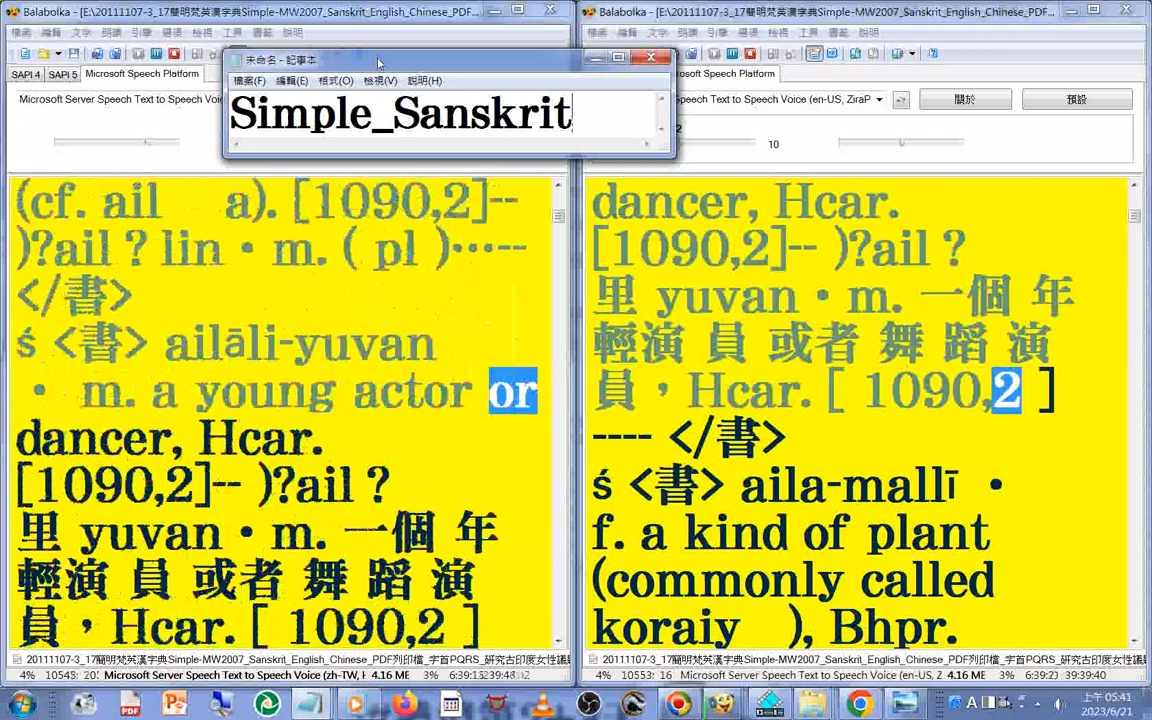 Balabolka - [E:\20111107-3_17簡明梵英漢字典Simple-MW2007_Sanskrit_English_Chinese_PDF...
Balabolka - [E:\20111107-3_17簡明梵英漢字典Simple-MW2007_Sanskrit_English_Chinese_PDF...
SAPI 4 SAPI 5 Microsoft Speech Platform
Microsoft Server Speech Text to Speech Voi
未命名 - 記事本
檔案(F) 編輯(E) 格式(O) 檢視(V) 說明(H)
Simple_Sanskrit
Speech Platform
Speech Text to Speech Voice (en-US, ZiraP
關於
預設
2
10
(cf. ail a). [1090,2]--
)?ail ? lin • m. ( pl )…--
</書>
ś <書> ailāli-yuvan
• m. a young actor or
dancer, Hcar.
[1090,2]-- )?ail ?
里 yuvan • m. 一個 年
輕演 員 或者 舞 蹈 演
員，Hcar. [ 1090,2 ]
dancer, Hcar.
[1090,2]-- )?ail ?
里 yuvan • m. 一個 年
輕演 員 或者 舞 蹈 演
員，Hcar. [ 1090,2 ]
---- </書>
ś <書> aila-mallī •
f. a kind of plant
(commonly called
koraiy ), Bhpr.
20111107-3_17簡明梵英漢字典Simple-MW2007_Sanskrit_English_Chinese_PDF列印檔_字首PQRS_研究古印度女性議
20111107-3_17簡明梵英漢字典Simple-MW2007_Sanskrit_English_Chinese_PDF列印檔_字首PQRS_研究古印度女性議
4% 10545: Microsoft Server Speech Text to Speech Voice (zh-TW, 4.16 MB 3%
4% 10553: 16 Microsoft Server Speech Text to Speech Voice (en-US, 4.16 MB 3%
上午 05:41
2023/6/21